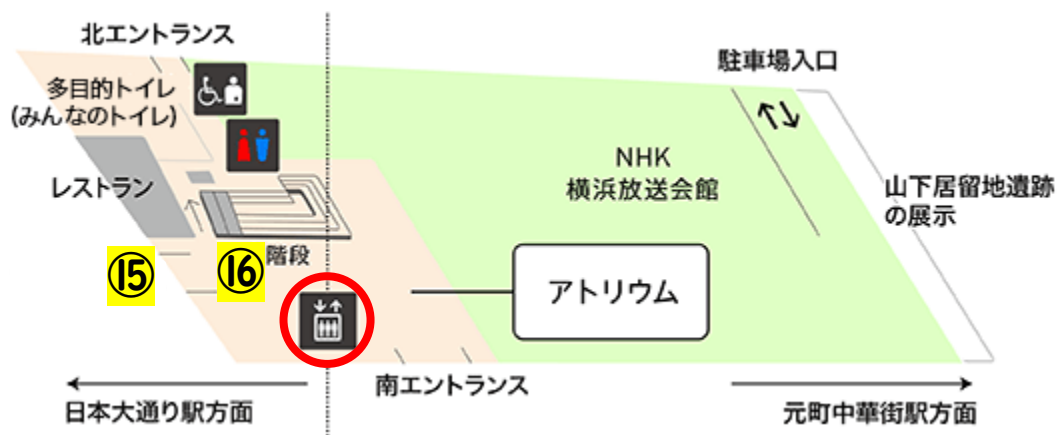 北エントランス
多目的トイレ
(みんなのトイレ)
駐車場入口
NHK
横浜放送会館
レストラン
山下居留地遺跡
の展示
⑮
⑯
階段
アトリウム
南エントランス
日本大通り駅方面
元町中華街駅方面